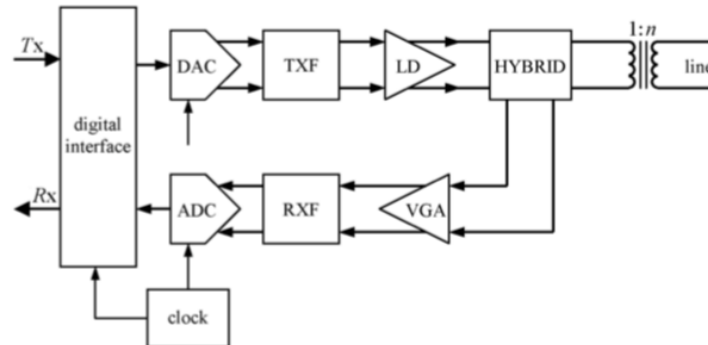 Tx
digital
interface
DAC
TXF
LD
HYBRID
1:n
line
Rx
ADC
RXF
VGA
clock